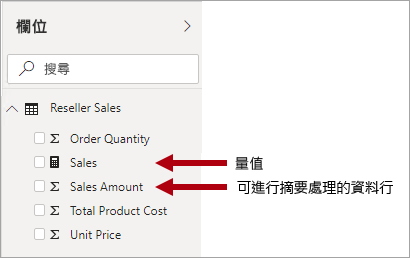 欄位
搜尋
Reseller Sales
Order Quantity
Sales
量值
Sales Amount
可進行摘要處理的資料行
Total Product Cost
Unit Price